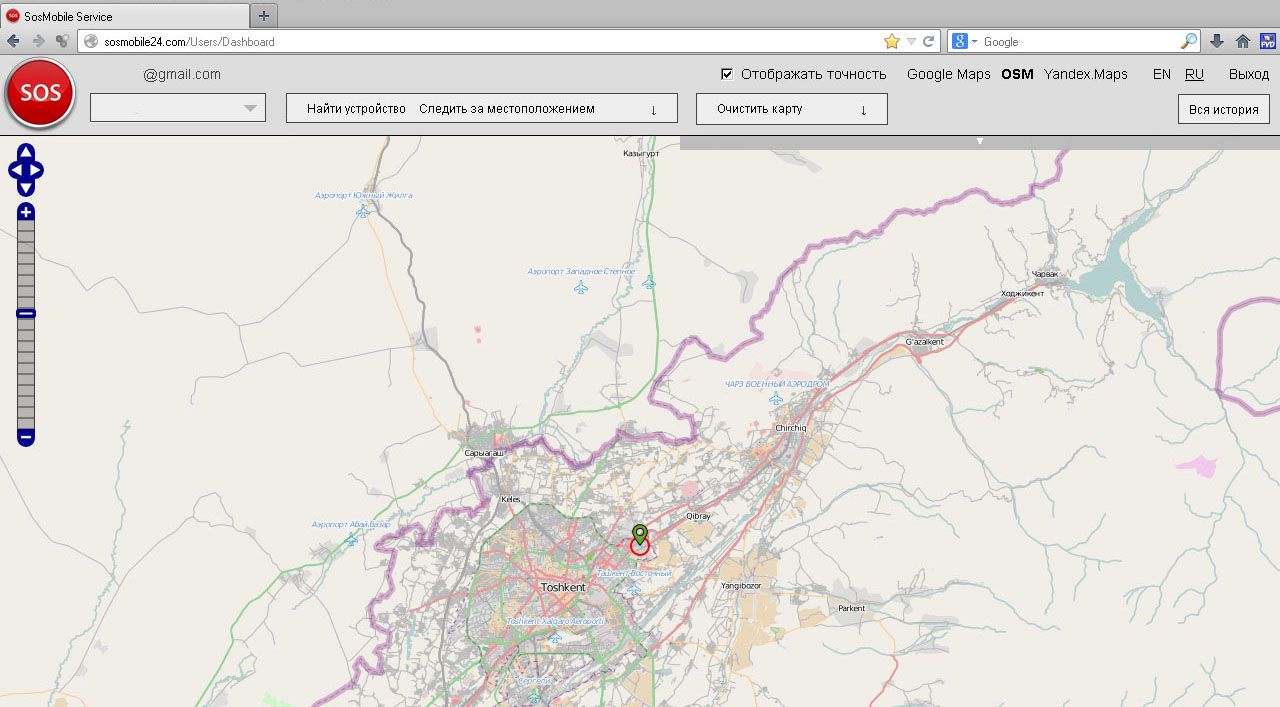 SosMobile Service
sosmobile24.com/Users/Dashboard
Google
SOS
@gmail.com
Отображать точность
Google Maps OSM Yandex.Maps
EN RU Выход
Найти устройство Следить за местоположением ↓
Очистить карту ↓
Вся история
Казыгурт
Аэропорт Южный Жилга
Аэропорт Западное Степное
Чарвак
Ходжикент
G'azalkent
ЧАРЗ ВОЕННЫЙ АЭРОДРОМ
Chirchiq
Сарыагаш
Keles
Qibray
Аэропорт Абай базар
Ташкент-Восточный
Toshkent
Yangibozor
Parkent
Toshkent Xalqaro Aeroporti
Сергели